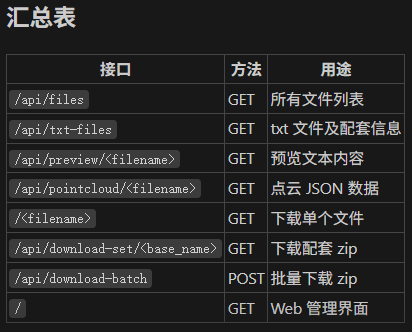 汇总表
接口 方法 用途
/api/files GET 所有文件列表
/api/txt-files GET txt 文件及配套信息
/api/preview/<filename> GET 预览文本内容
/api/pointcloud/<filename> GET 点云 JSON 数据
/<filename> GET 下载单个文件
/api/download-set/<base_name> GET 下载配套 zip
/api/download-batch POST 批量下载 zip
/ GET Web 管理界面